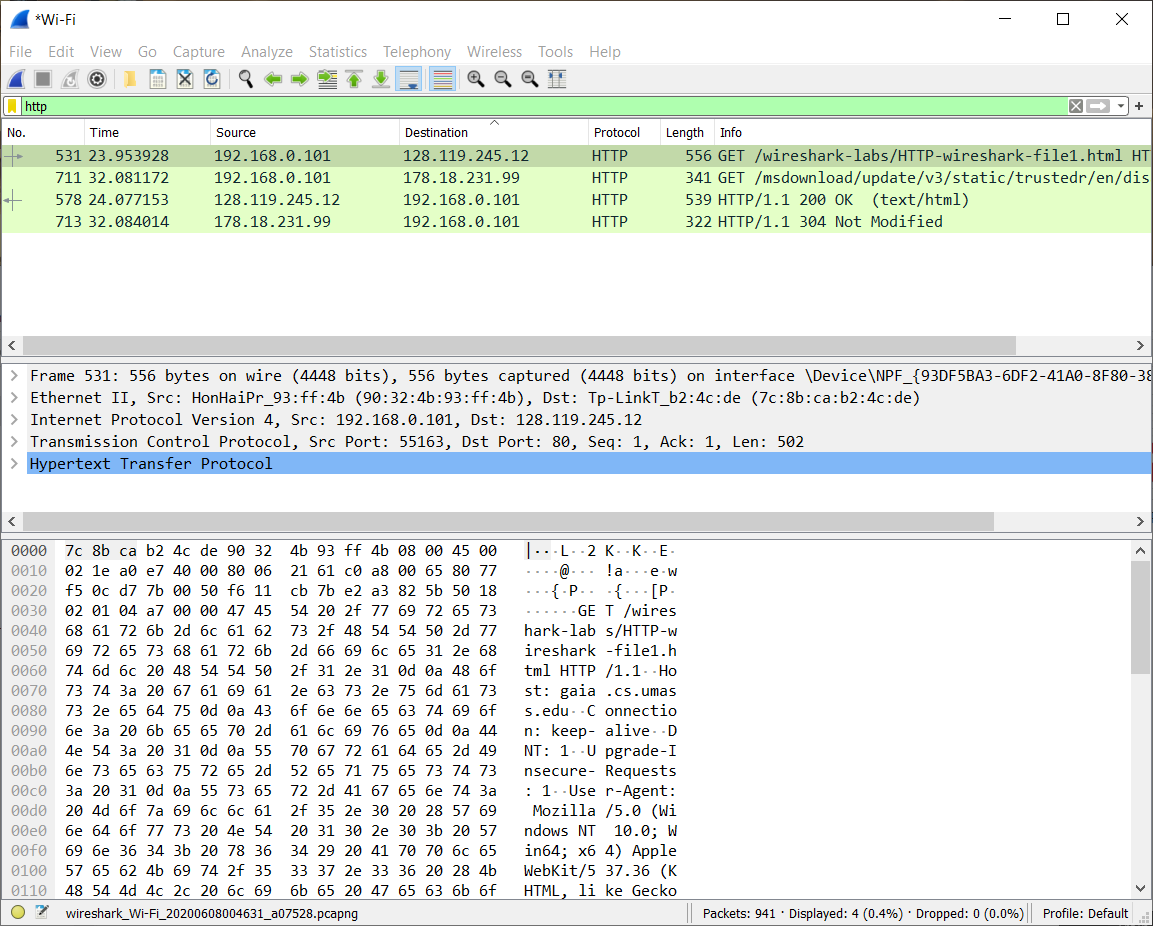 *Wi-Fi
File Edit View Go Capture Analyze Statistics Telephony Wireless Tools Help
http
No. Time Source Destination Protocol Length Info
531 23.953928 192.168.0.101 128.119.245.12 HTTP 556 GET /wireshark-labs/HTTP-wireshark-file1.html HT
711 32.081172 192.168.0.101 178.18.231.99 HTTP 341 GET /msdownload/update/v3/static/trustedr/en/dis
578 24.077153 128.119.245.12 192.168.0.101 HTTP 539 HTTP/1.1 200 OK (text/html)
713 32.084014 178.18.231.99 192.168.0.101 HTTP 322 HTTP/1.1 304 Not Modified
Frame 531: 556 bytes on wire (4448 bits), 556 bytes captured (4448 bits) on interface \Device\NPF_{93DF5BA3-6DF2-41A0-8F80-38
Ethernet II, Src: HonHaiPr_93:ff:4b (90:32:4b:93:ff:4b), Dst: Tp-LinkT_b2:4c:de (7c:8b:ca:b2:4c:de)
Internet Protocol Version 4, Src: 192.168.0.101, Dst: 128.119.245.12
Transmission Control Protocol, Src Port: 55163, Dst Port: 80, Seq: 1, Ack: 1, Len: 502
Hypertext Transfer Protocol
0000 7c 8b ca b2 4c de 90 32 4b 93 ff 4b 08 00 45 00 |···L··2 K··K··E·
0010 02 1e a0 e7 40 00 80 06 21 61 c0 a8 00 65 80 77 ····@··· !a···e·w
0020 f5 0c d7 7b 00 50 f6 11 cb 7b e2 a3 82 5b 50 18 ···{·P·· ·{···[P·
0030 02 01 04 a7 00 00 47 45 54 20 2f 77 69 72 65 73 ······GE T /wires
0040 68 61 72 6b 2d 6c 61 62 73 2f 48 54 54 50 2d 77 hark-lab s/HTTP-w
0050 69 72 65 73 68 61 72 6b 2d 66 69 6c 65 31 2e 68 ireshark -file1.h
0060 74 6d 6c 20 48 54 54 50 2f 31 2e 31 0d 0a 48 6f tml HTTP /1.1··Ho
0070 73 74 3a 20 67 61 69 61 2e 63 73 2e 75 6d 61 73 st: gaia .cs.umas
0080 73 2e 65 64 75 0d 0a 43 6f 6e 6e 65 63 74 69 6f s.edu··C onnectio
0090 6e 3a 20 6b 65 65 70 2d 61 6c 69 76 65 0d 0a 44 n: keep- alive··D
00a0 4e 54 3a 20 31 0d 0a 55 70 67 72 61 64 65 2d 49 NT: 1··U pgrade-I
00b0 6e 73 65 63 75 72 65 2d 52 65 71 75 65 73 74 73 nsecure- Requests
00c0 3a 20 31 0d 0a 55 73 65 72 2d 41 67 65 6e 74 3a : 1··Use r-Agent:
00d0 20 4d 6f 7a 69 6c 6c 61 2f 35 2e 30 20 28 57 69 Mozilla /5.0 (Wi
00e0 6e 64 6f 77 73 20 4e 54 20 31 30 2e 30 3b 20 57 ndows NT 10.0; W
00f0 69 6e 36 34 3b 20 78 36 34 29 20 41 70 70 6c 65 in64; x6 4) Apple
0100 57 65 62 4b 69 74 2f 35 33 37 2e 33 36 20 28 4b WebKit/5 37.36 (K
0110 48 54 4d 4c 2c 20 6c 69 6b 65 20 47 65 63 6b 6f HTML, li ke Gecko
wireshark_Wi-Fi_20200608004631_a07528.pcapng Packets: 941 · Displayed: 4 (0.4%) · Dropped: 0 (0.0%) Profile: Default